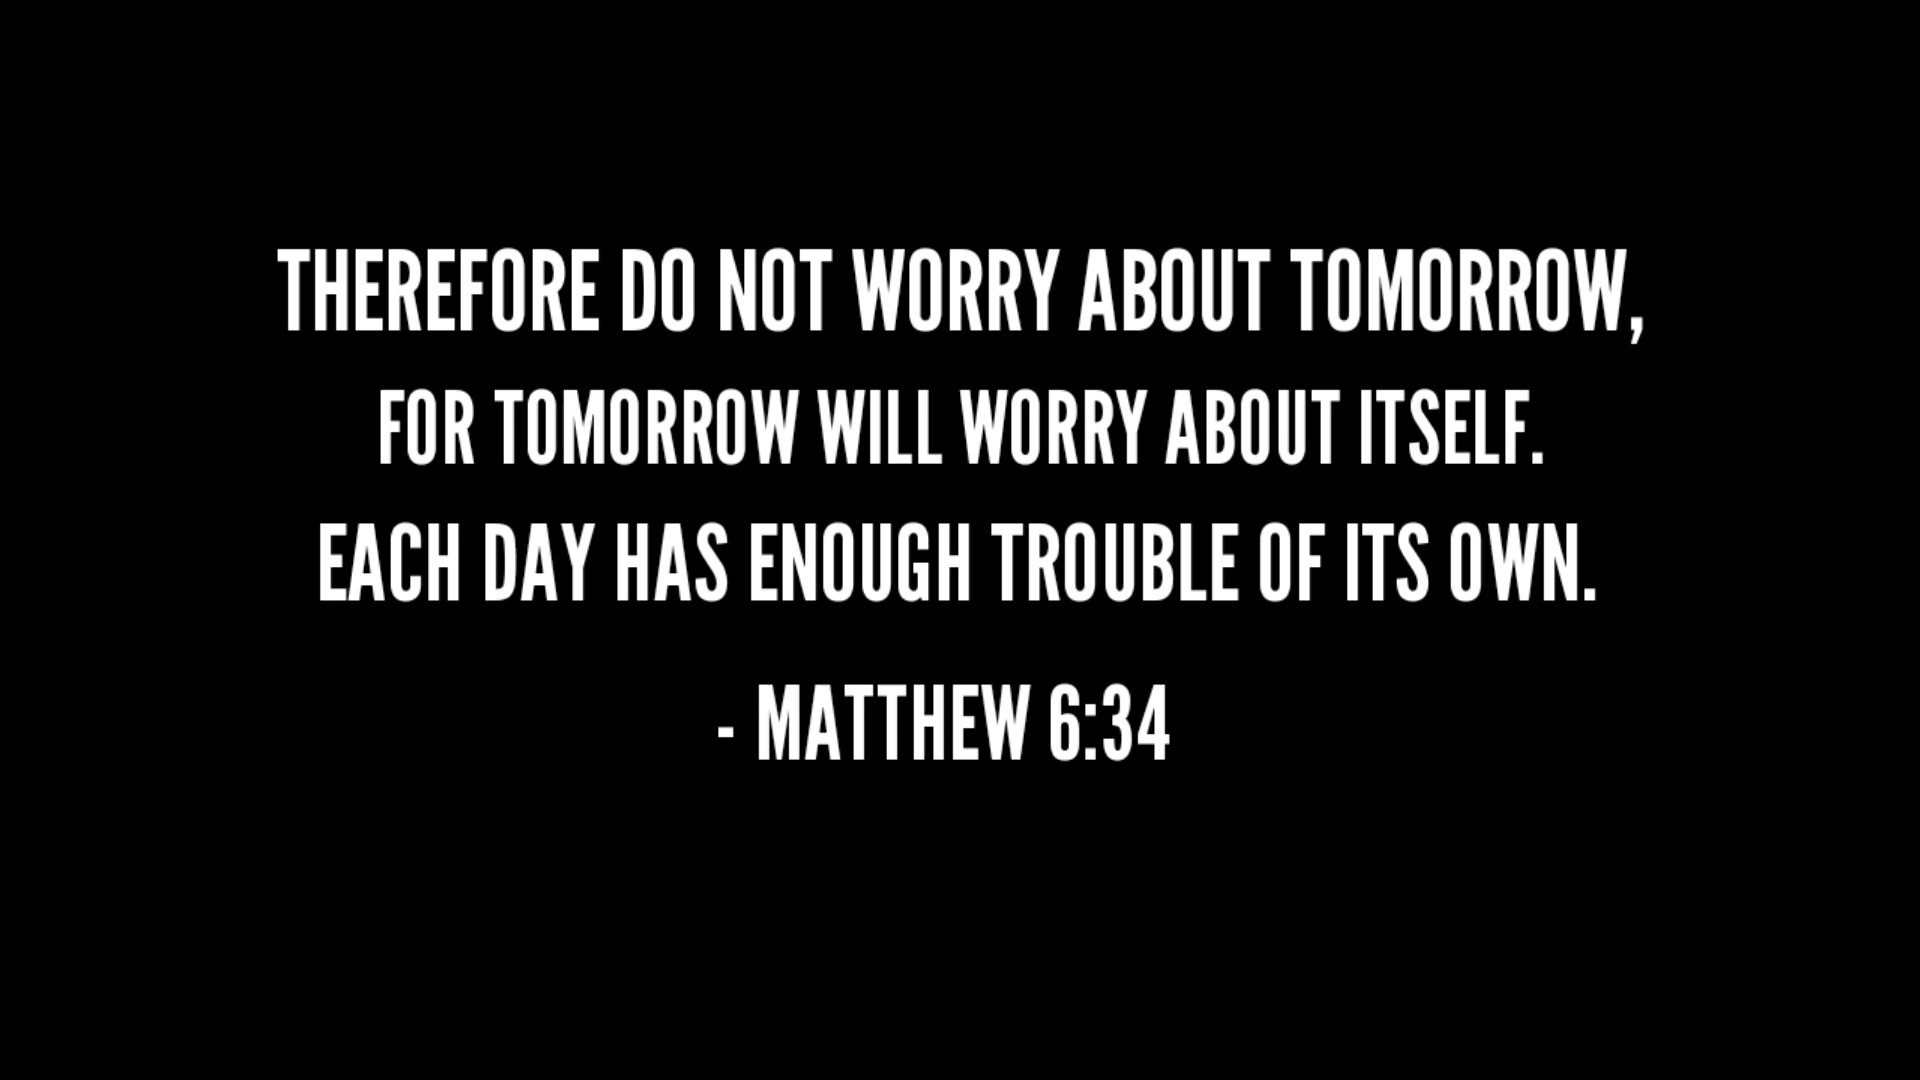 THEREFORE DO NOT WORRY ABOUT TOMORROW,
FOR TOMORROW WILL WORRY ABOUT ITSELF.
EACH DAY HAS ENOUGH TROUBLE OF ITS OWN.
- MATTHEW 6:34